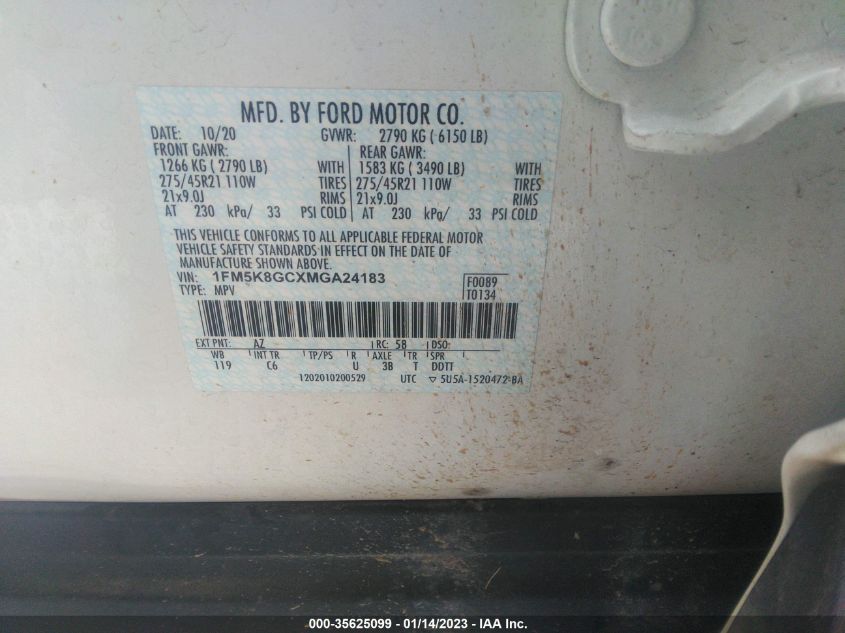 MFD. BY FORD MOTOR CO.
DATE: 10/20 GVWR: 2790 KG ( 6150 LB)
FRONT GAWR: REAR GAWR:
1266 KG ( 2790 LB) WITH 1583 KG ( 3490 LB) WITH
275/45R21 110W TIRES 275/45R21 110W TIRES
21x9.0J RIMS 21x9.0J RIMS
AT 230 kPa/ 33 PSI COLD AT 230 kPa/ 33 PSI COLD
THIS VEHICLE CONFORMS TO ALL APPLICABLE FEDERAL MOTOR
VEHICLE SAFETY STANDARDS IN EFFECT ON THE DATE OF
MANUFACTURE SHOWN ABOVE.
VIN: 1FM5K8GCXMGA24183 F0089
TYPE: MPV T0134
EXT PNT: AZ RC: 58 DSO:
WB INT TR TP/PS R AXLE TR SPR
119 C6 U 3B T DDTT
1202010200529 UTC ▽ 5U5A-1520472-BA
000-35625099 — 01/14/2023 — IAA Inc.